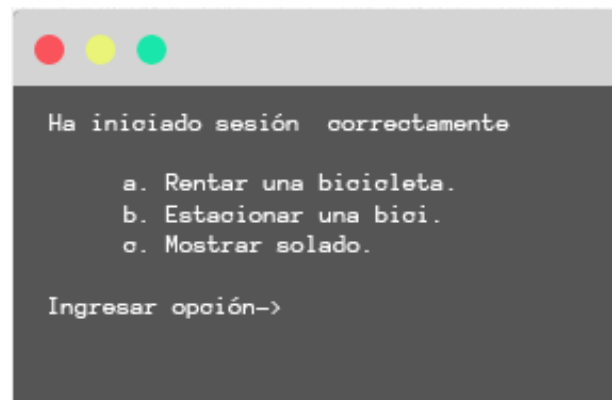 Ha iniciado sesión correctamente
a. Rentar una bicicleta.
b. Estacionar una bici.
c. Mostrar solado.
Ingresar opción->